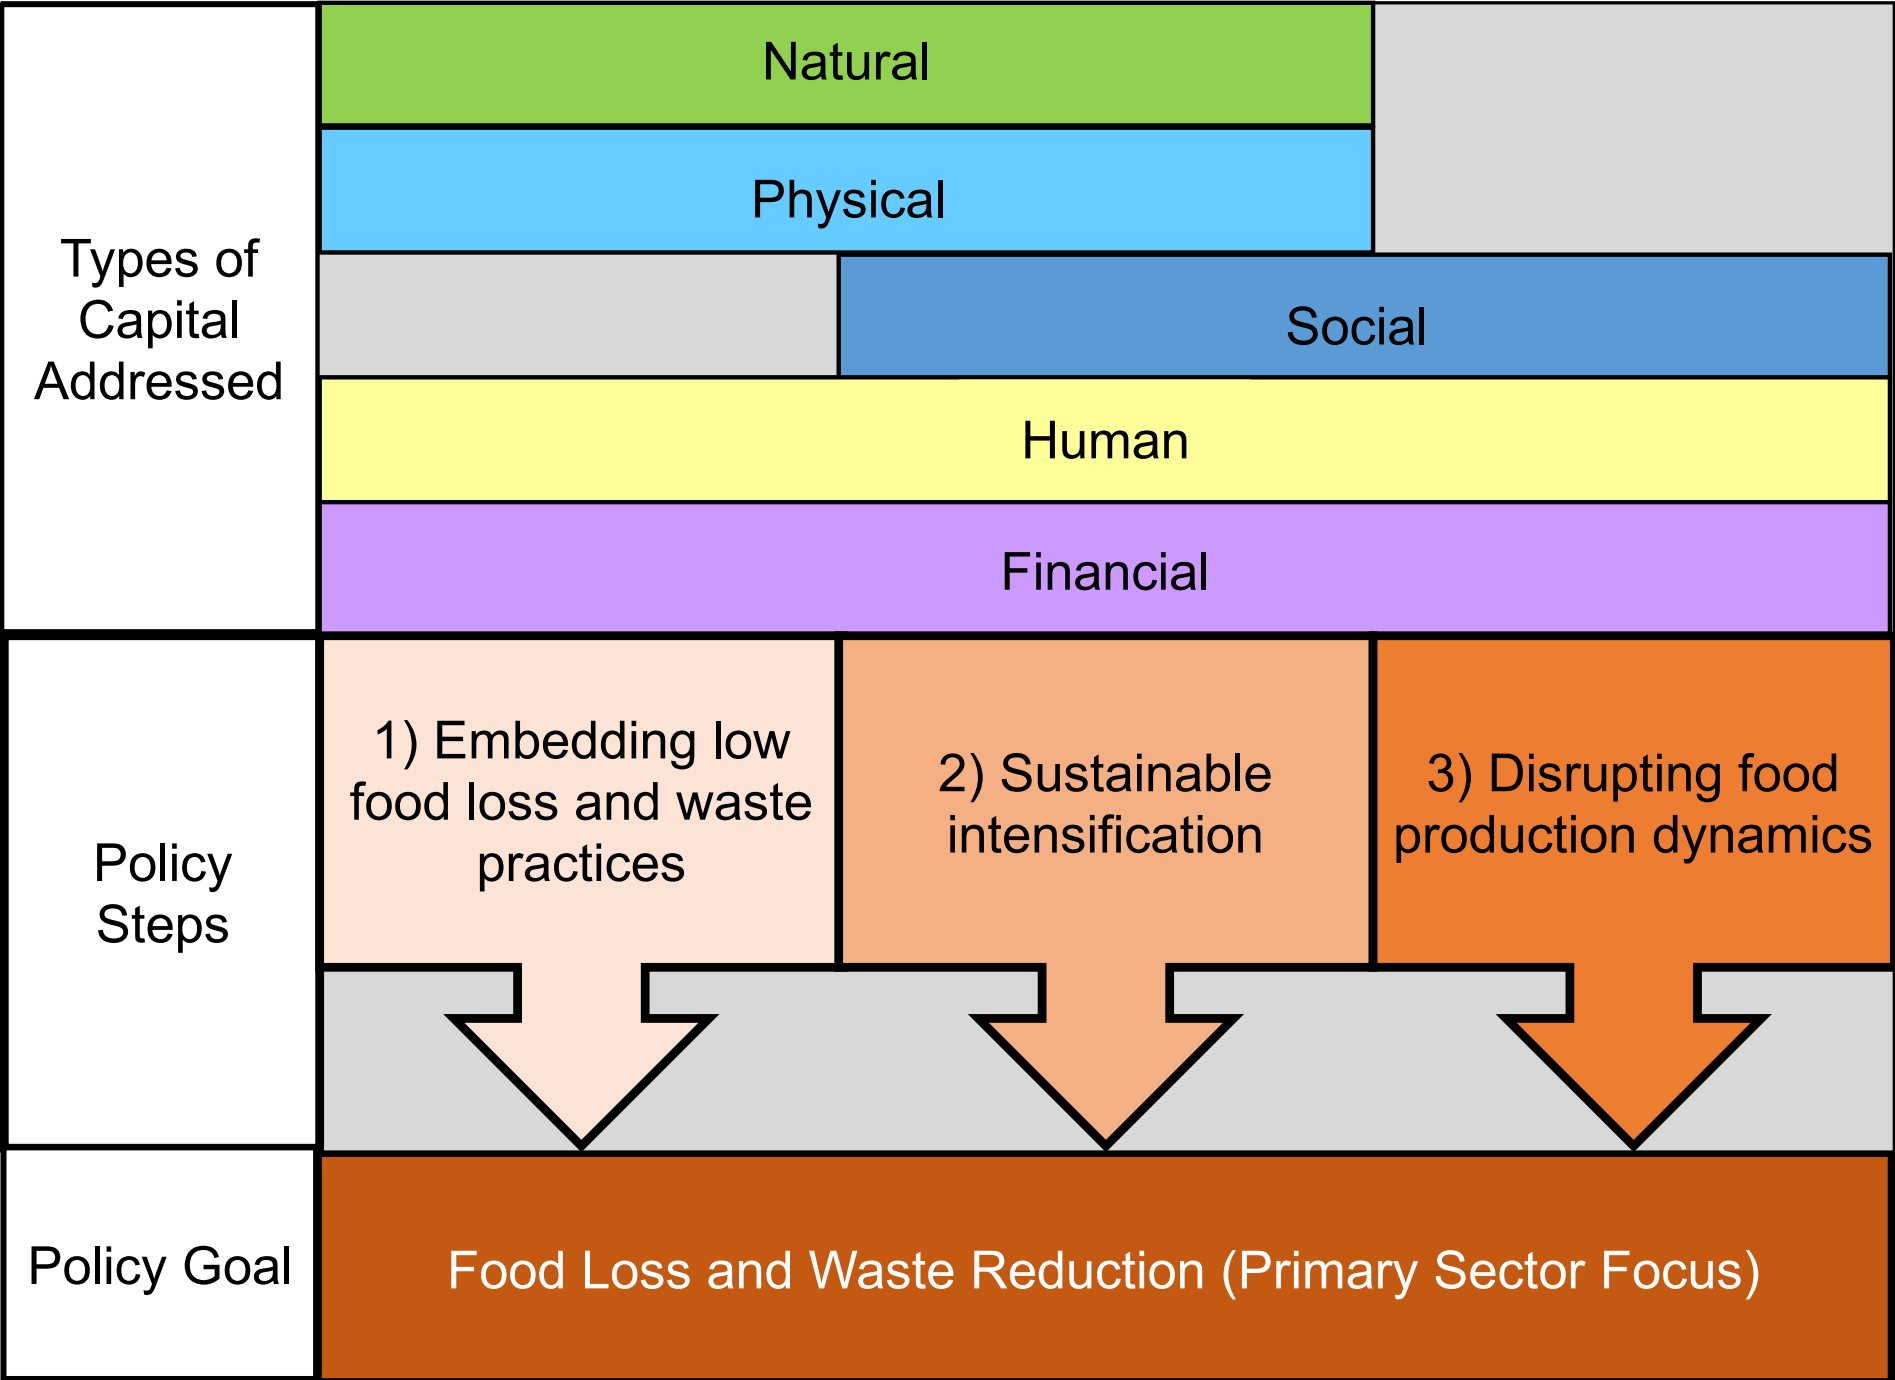 Natural
Physical
Types of
Capital
Addressed
Social
Human
Financial
1) Embedding low
food loss and waste
practices
2) Sustainable
intensification
3) Disrupting food
production dynamics
Policy
Steps
Policy Goal
Food Loss and Waste Reduction (Primary Sector Focus)